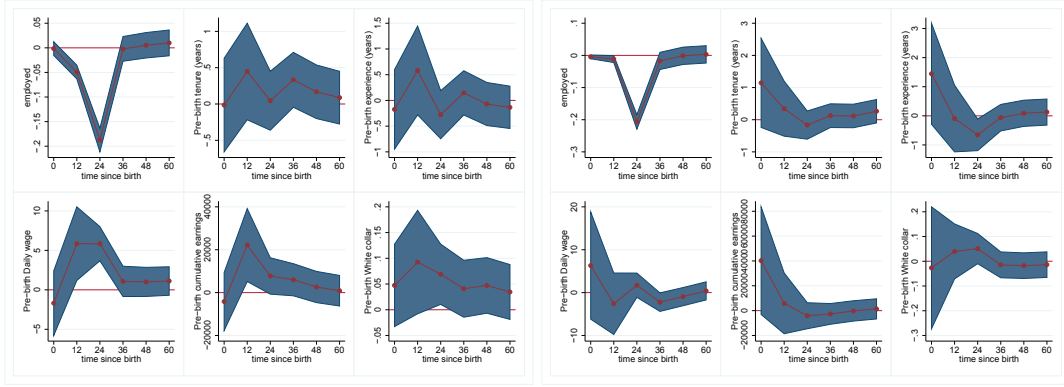 employed
.05
0
-.05
-.1
-.15
-.2
0 12 24 36 48 60
time since birth
Pre-birth tenure (years)
1
.5
0
-.5
0 12 24 36 48 60
time since birth
Pre-birth experience (years)
1.5
1
.5
0
-.5
-1
0 12 24 36 48 60
time since birth
employed
.1
0
-.1
-.2
-.3
0 12 24 36 48 60
time since birth
Pre-birth tenure (years)
3
2
1
0
-1
0 12 24 36 48 60
time since birth
Pre-birth experience (years)
3
2
1
0
-1
0 12 24 36 48 60
time since birth
Pre-birth Daily wage
10
5
0
-5
0 12 24 36 48 60
time since birth
Pre-birth cumulative earnings
40000
20000
0
-20000
0 12 24 36 48 60
time since birth
Pre-birth White collar
.2
.15
.1
.05
0
-.05
0 12 24 36 48 60
time since birth
Pre-birth Daily wage
20
10
0
-10
0 12 24 36 48 60
time since birth
Pre-birth cumulative earnings
0
-20000
0 12 24 36 48 60
time since birth
Pre-birth White collar
.2
.1
0
-.1
-.2
-.3
0 12 24 36 48 60
time since birth